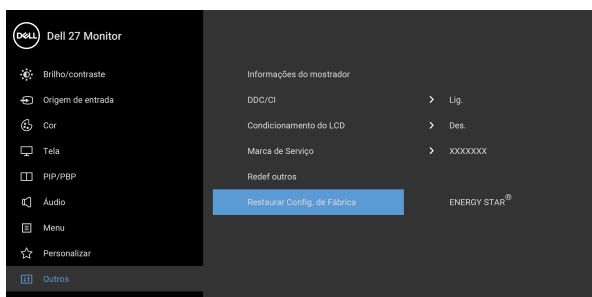 DELL Dell 27 Monitor
Brilho/contraste
Origem de entrada
Cor
Tela
PIP/PBP
Áudio
Menu
Personalizar
Outros
Informações do mostrador
DDC/CI > Lig.
Condicionamento do LCD > Des.
Marca de Serviço > XXXXXXX
Redef outros
Restaurar Config. de Fábrica ENERGY STAR®